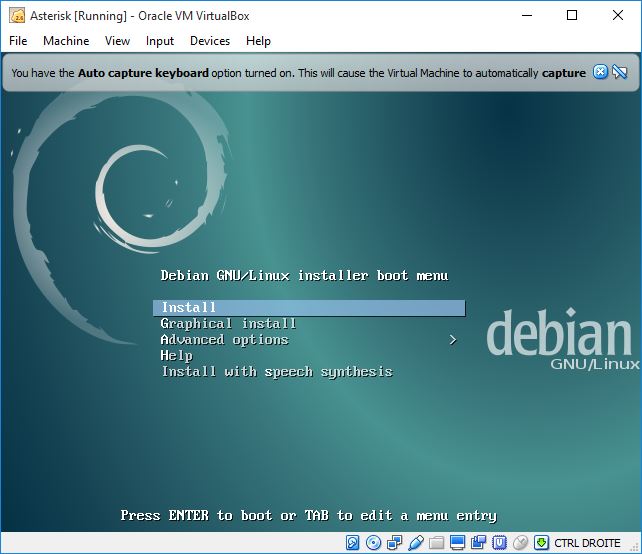 Asterisk [Running] - Oracle VM VirtualBox
File Machine View Input Devices Help
You have the Auto capture keyboard option turned on. This will cause the Virtual Machine to automatically capture
Debian GNU/Linux installer boot menu
Install
Graphical install
Advanced options >
Help
Install with speech synthesis
debian
GNU/Linux
Press ENTER to boot or TAB to edit a menu entry
CTRL DROITE